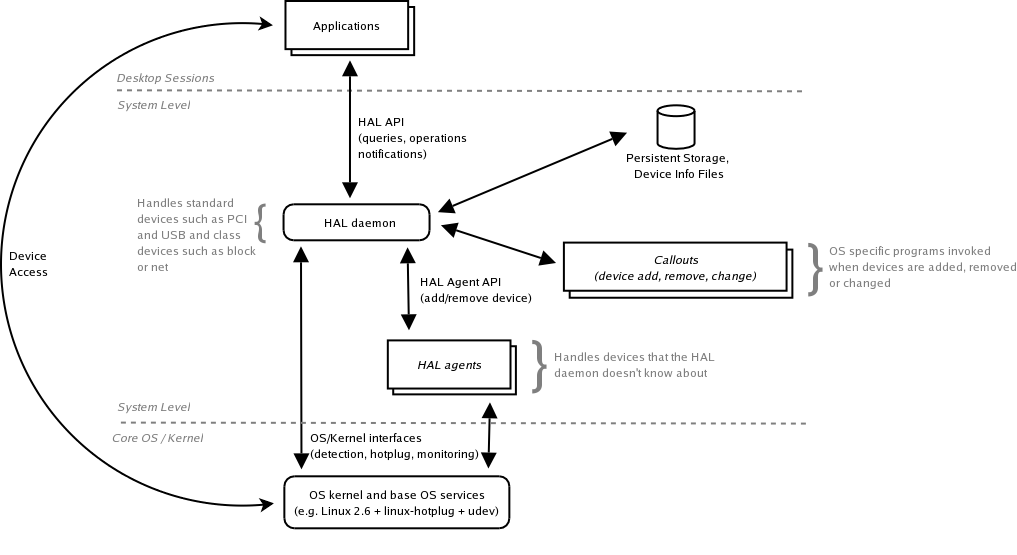 Applications
Desktop Sessions
System Level
HAL API
(queries, operations
notifications)
Persistent Storage,
Device Info Files
Handles standard
devices such as PCI
and USB and class
devices such as block
or net
HAL daemon
Device
Access
Callouts
(device add, remove, change)
OS specific programs invoked
when devices are added, removed
or changed
HAL Agent API
(add/remove device)
HAL agents
Handles devices that the HAL
daemon doesn't know about
System Level
Core OS / Kernel
OS/Kernel interfaces
(detection, hotplug, monitoring)
OS kernel and base OS services
(e.g. Linux 2.6 + linux-hotplug + udev)